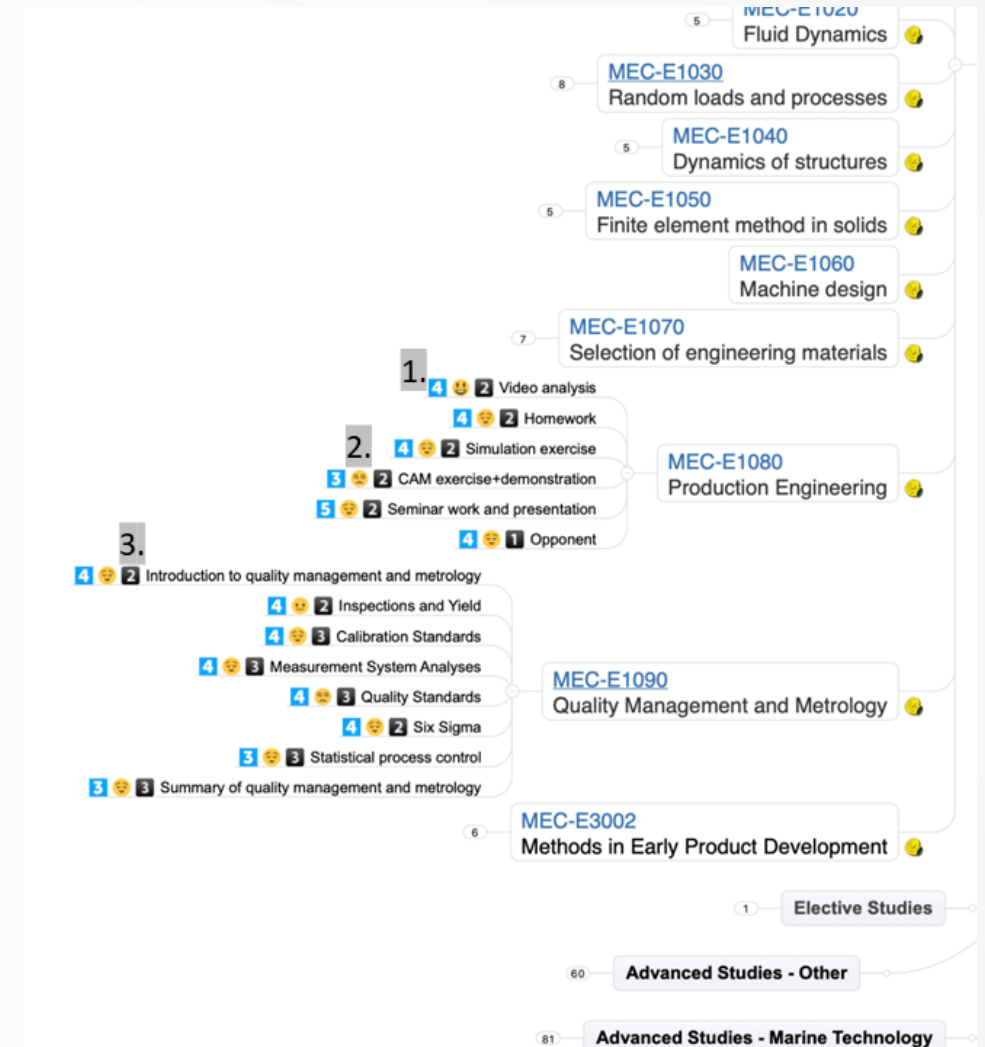 5 MEC-E1020
Fluid Dynamics
8 MEC-E1030
Random loads and processes
5 MEC-E1040
Dynamics of structures
5 MEC-E1050
Finite element method in solids
MEC-E1060
Machine design
7 MEC-E1070
Selection of engineering materials
1.
4 2 Video analysis
4 2 Homework
2.
4 2 Simulation exercise
3 2 CAM exercise+demonstration
5 2 Seminar work and presentation
4 1 Opponent
MEC-E1080
Production Engineering
3.
4 2 Introduction to quality management and metrology
4 2 Inspections and Yield
4 3 Calibration Standards
4 3 Measurement System Analyses
4 3 Quality Standards
4 2 Six Sigma
3 3 Statistical process control
3 3 Summary of quality management and metrology
MEC-E1090
Quality Management and Metrology
6 MEC-E3002
Methods in Early Product Development
1 Elective Studies
60 Advanced Studies - Other
81 Advanced Studies - Marine Technology